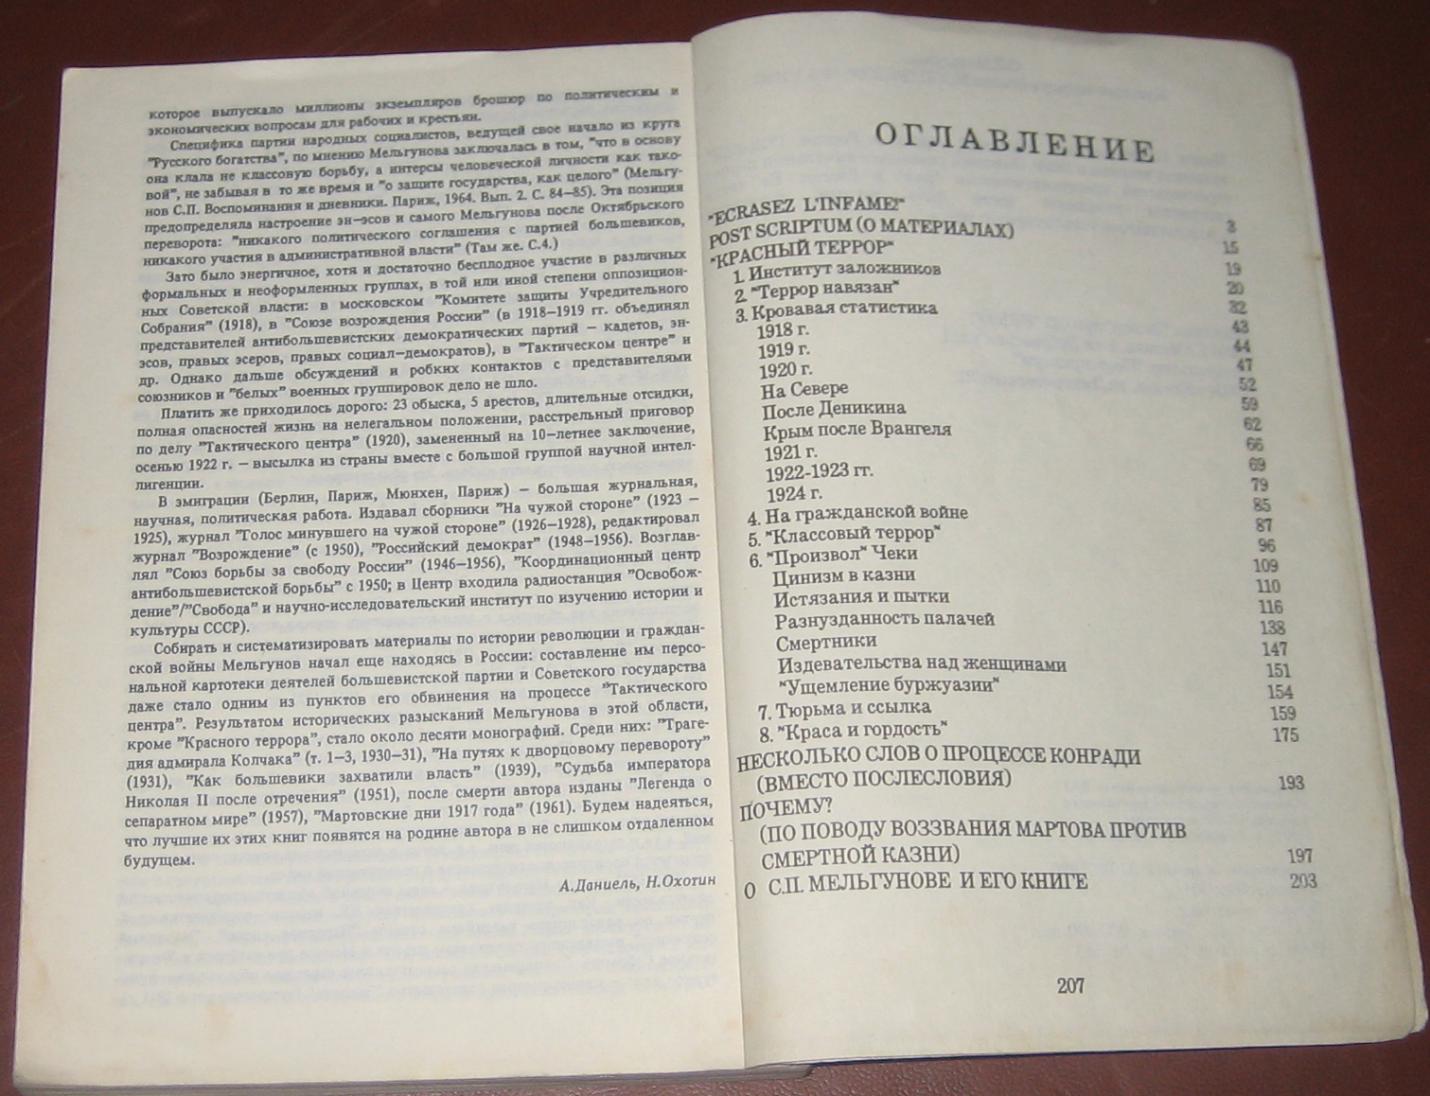 которое выпускало миллионы экземпляров брошюр по политическим и
экономических вопросам для рабочих и крестьян.
Специфика партии народных социалистов, ведущей свое начало из круга
"Русского богатства", по мнению Мельгунова заключалась в том, "что в основу
она клала не классовую борьбу, а интерсы человеческой личности как тако-
вой", не забывая в то же время и "о защите государства, как целого" (Мельгу-
нов С.П. Воспоминания и дневники. Париж, 1964. Вып. 2. С. 84–85). Эта позиция
предопределяла настроение эн-эсов и самого Мельгунова после Октябрьского
переворота: "никакого политического соглашения с партией большевиков,
никакого участия в административной власти" (Там же. С.4.)
Зато было энергичное, хотя и достаточно бесплодное участие в различных
формальных и неоформленных группах, в той или иной степени оппозицион-
ных Советской власти: в московском "Комитете защиты Учредительного
Собрания" (1918), в "Союзе возрождения России" (в 1918–1919 гг. объединял
представителей антибольшевистских демократических партий – кадетов, эн-
эсов, правых эсеров, правых социал–демократов), в "Тактическом центре" и
др. Однако дальше обсуждений и робких контактов с представителями
союзников и "белых" военных группировок дело не шло.
Платить же приходилось дорого: 23 обыска, 5 арестов, длительные отсидки,
полная опасностей жизнь на нелегальном положении, расстрельный приговор
по делу "Тактического центра" (1920), замененный на 10–летнее заключение,
осенью 1922 г. – высылка из страны вместе с большой группой научной интел-
лигенции.
В эмиграции (Берлин, Париж, Мюнхен, Париж) – большая журнальная,
научная, политическая работа. Издавал сборники "На чужой стороне" (1923 –
1925), журнал "Голос минувшего на чужой стороне" (1926–1928), редактировал
журнал "Возрождение" (с 1950), "Российский демократ" (1948–1956). Возглав-
лял "Союз борьбы за свободу России" (1946–1956), "Координационный центр
антибольшевистской борьбы" с 1950; в Центр входила радиостанция "Освобож-
дение"/"Свобода" и научно-исследовательский институт по изучению истории и
культуры СССР).
Собирать и систематизировать материалы по истории революции и граждан-
ской войны Мельгунов начал еще находясь в России: составление им персо-
нальной картотеки деятелей большевистской партии и Советского государства
даже стало одним из пунктов его обвинения на процессе "Тактического
центра". Результатом исторических разысканий Мельгунова в этой области,
кроме "Красного террора", стало около десяти монографий. Среди них: "Траге-
дия адмирала Колчака" (т. 1–3, 1930–31), "На путях к дворцовому перевороту"
(1931), "Как большевики захватили власть" (1939), "Судьба императора
Николая II после отречения" (1951), после смерти автора изданы "Легенда о
сепаратном мире" (1957), "Мартовские дни 1917 года" (1961). Будем надеяться,
что лучшие их этих книг появятся на родине автора в не слишком отдаленном
будущем.
А.Даниель, Н.Охотин
ОГЛАВЛЕНИЕ
"ECRASEZ L'INFAME!" 3
POST SCRIPTUM (О МАТЕРИАЛАХ) 15
"КРАСНЫЙ ТЕРРОР" 19
1. Институт заложников 20
2. "Террор навязан" 32
3. Кровавая статистика 43
1918 г. 44
1919 г. 47
1920 г. 52
На Севере 59
После Деникина 62
Крым после Врангеля 66
1921 г. 69
1922-1923 гг. 79
1924 г. 85
4. На гражданской войне 87
5. "Классовый террор" 96
6. "Произвол" Чеки 109
Цинизм в казни 110
Истязания и пытки 116
Разнузданность палачей 138
Смертники 147
Издевательства над женщинами 151
"Ущемление буржуазии" 154
7. Тюрьма и ссылка 159
8. "Краса и гордость" 175
НЕСКОЛЬКО СЛОВ О ПРОЦЕССЕ КОНРАДИ
(ВМЕСТО ПОСЛЕСЛОВИЯ) 193
ПОЧЕМУ?
(ПО ПОВОДУ ВОЗЗВАНИЯ МАРТОВА ПРОТИВ
СМЕРТНОЙ КАЗНИ) 197
О С.П. МЕЛЬГУНОВЕ И ЕГО КНИГЕ 203
207